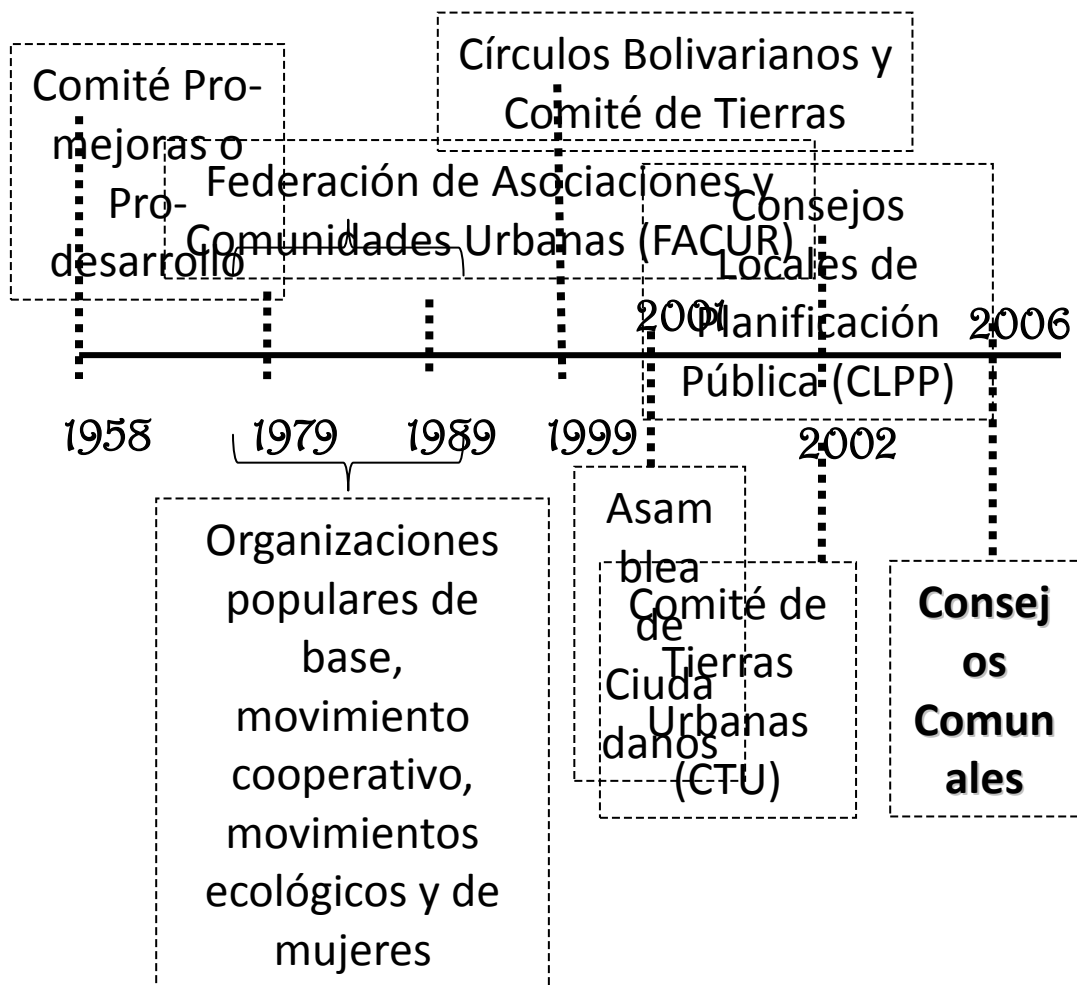 Círculos Bolivarianos y
Comité de Tierras
Comité Pro-
mejoras o
Pro-
desarrollo
Federación de Asociaciones y
Comunidades Urbanas (FACUR)
Consejos
Locales de
Planificación
Pública (CLPP)
2001
2006
1958
1979
1989
1999
2002
Organizaciones
populares de
base,
movimiento
cooperativo,
movimientos
ecológicos y de
mujeres
Asam
blea
de
Ciuda
danos
Comité de
Tierras
Urbanas
(CTU)
Consej
os
Comun
ales